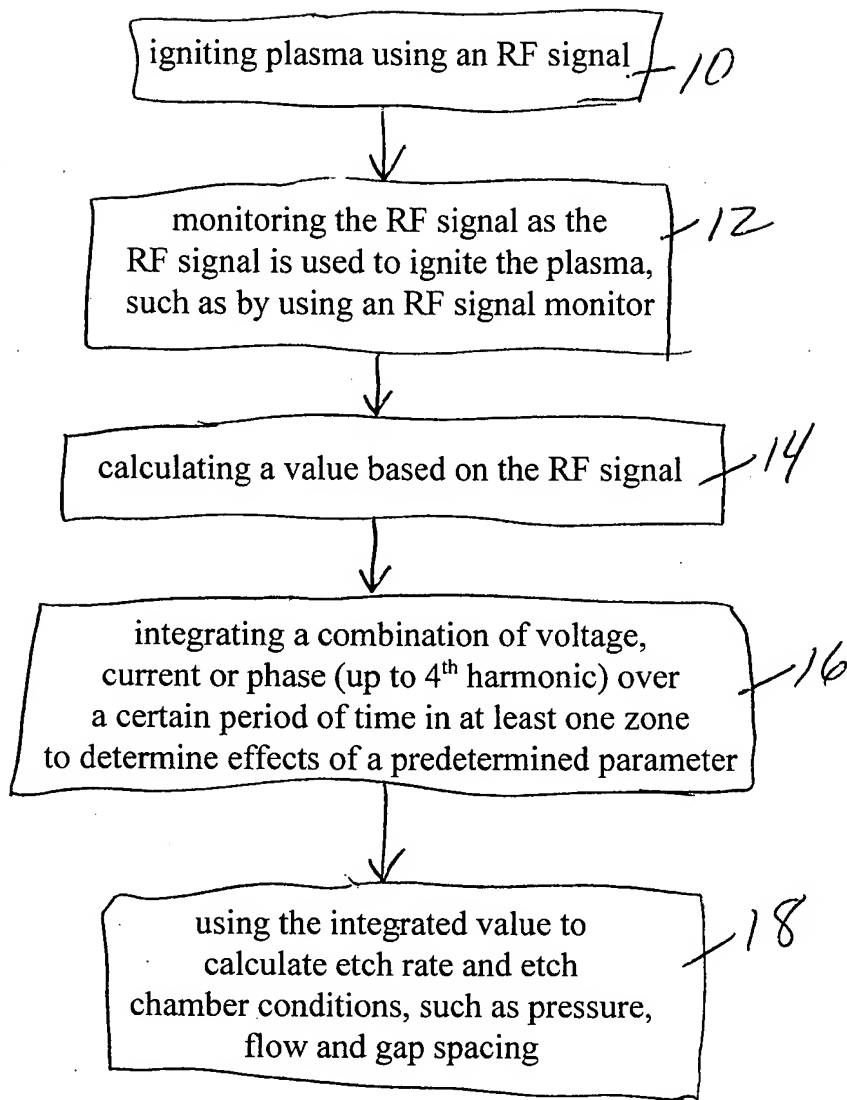 igniting plasma using an RF signal
10
monitoring the RF signal as the
RF signal is used to ignite the plasma,
such as by using an RF signal monitor
12
calculating a value based on the RF signal
14
integrating a combination of voltage,
current or phase (up to 4th harmonic) over
a certain period of time in at least one zone
to determine effects of a predetermined parameter
16
using the integrated value to
calculate etch rate and etch
chamber conditions, such as pressure,
flow and gap spacing
18